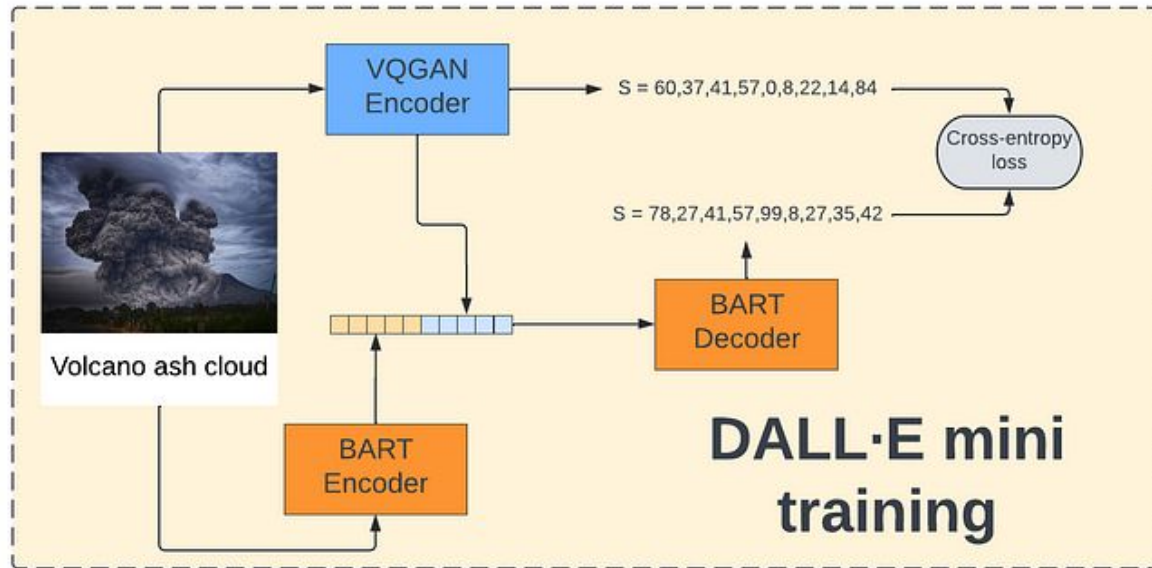 VQGAN
Encoder
S = 60,37,41,57,0,8,22,14,84
Cross-entropy
loss
S = 78,27,41,57,99,8,27,35,42
BART
Decoder
Volcano ash cloud
BART
Encoder
DALL·E mini
training